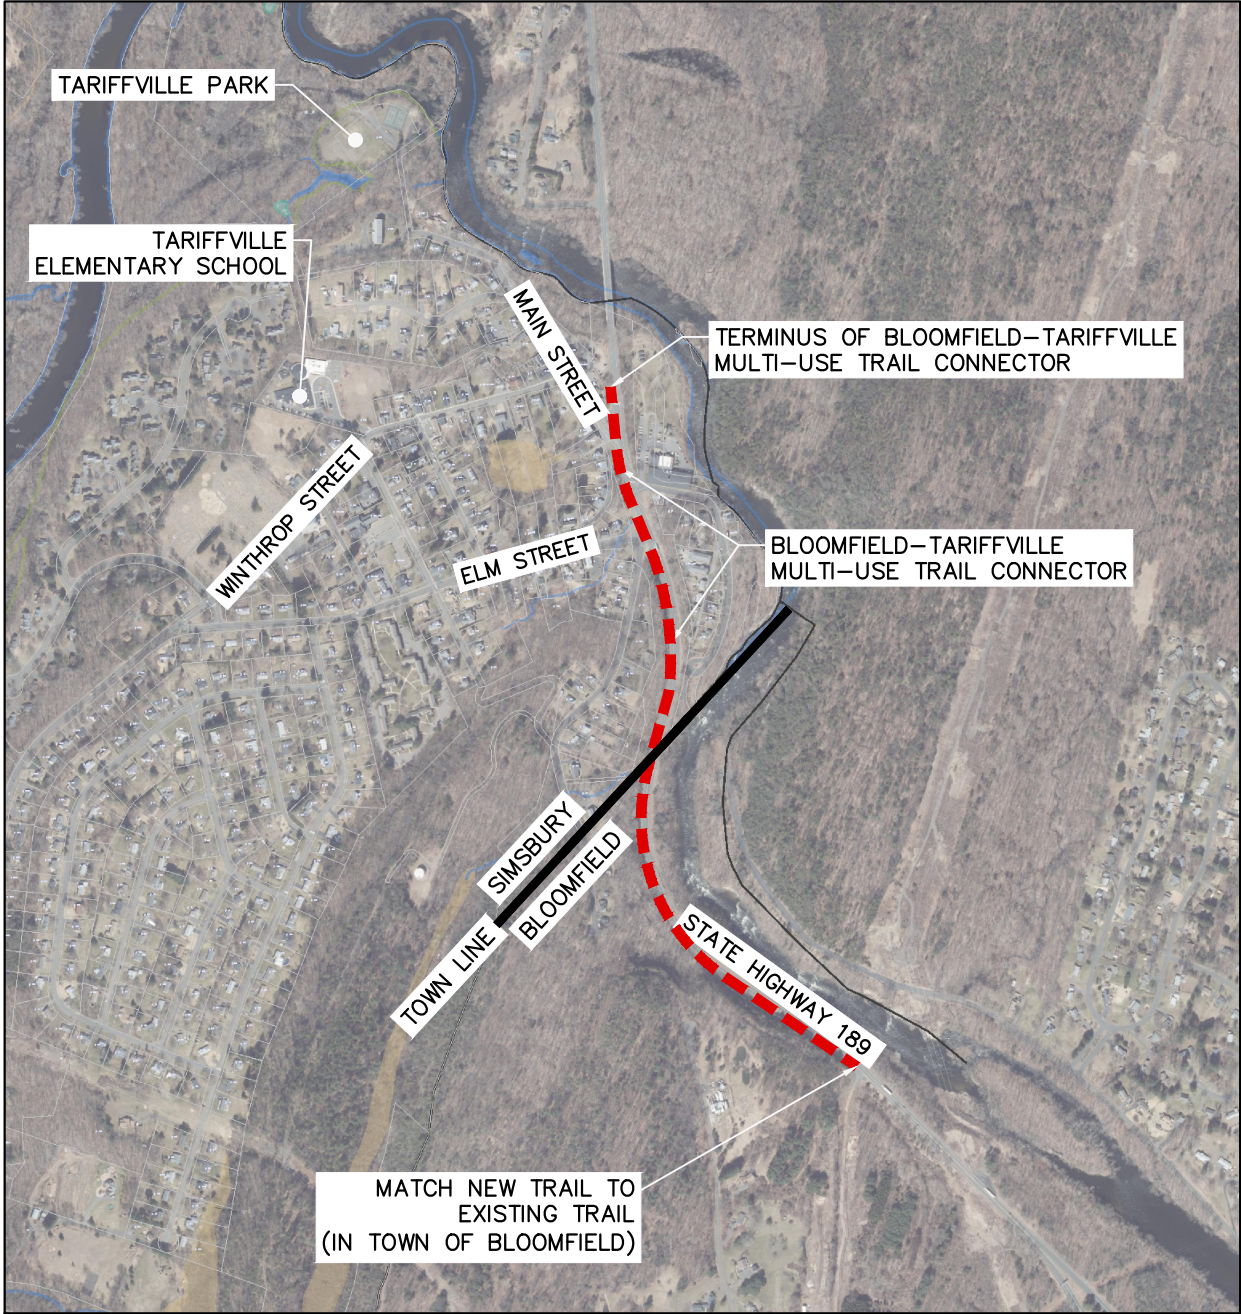 TARIFFVILLE PARK
TARIFFVILLE
ELEMENTARY SCHOOL
MAIN STREET
TERMINUS OF BLOOMFIELD-TARIFFVILLE
MULTI-USE TRAIL CONNECTOR
WINTHROP STREET
ELM STREET
BLOOMFIELD-TARIFFVILLE
MULTI-USE TRAIL CONNECTOR
SIMSBURY
BLOOMFIELD
TOWN LINE
STATE HIGHWAY 189
MATCH NEW TRAIL TO
EXISTING TRAIL
(IN TOWN OF BLOOMFIELD)